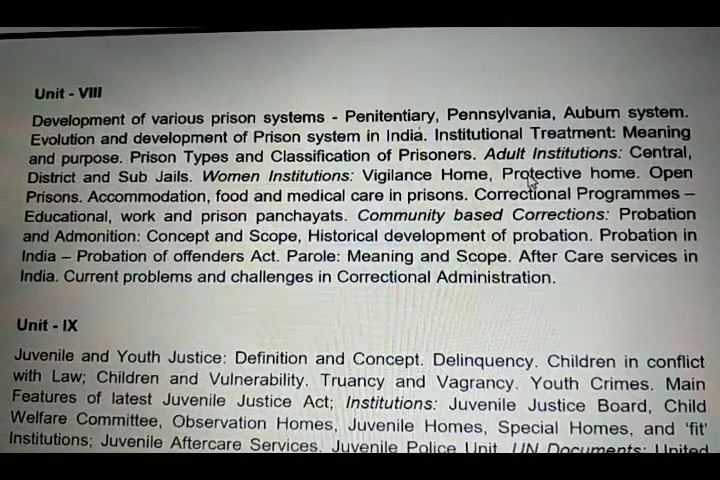 Unit - VIII
Development of various prison systems - Penitentiary, Pennsylvania, Auburn system.
Evolution and development of Prison system in India. Institutional Treatment: Meaning
and purpose. Prison Types and Classification of Prisoners. Adult Institutions: Central,
District and Sub Jails. Women Institutions: Vigilance Home, Protective home. Open
Prisons. Accommodation, food and medical care in prisons. Correctional Programmes –
Educational, work and prison panchayats. Community based Corrections: Probation
and Admonition: Concept and Scope, Historical development of probation. Probation in
India – Probation of offenders Act. Parole: Meaning and Scope. After Care services in
India. Current problems and challenges in Correctional Administration.
Unit - IX
Juvenile and Youth Justice: Definition and Concept. Delinquency. Children in conflict
with Law; Children and Vulnerability. Truancy and Vagrancy. Youth Crimes. Main
Features of latest Juvenile Justice Act; Institutions: Juvenile Justice Board, Child
Welfare Committee, Observation Homes, Juvenile Homes, Special Homes, and 'fit'
Institutions; Juvenile Aftercare Services. Juvenile Police Unit. UN Documents: United